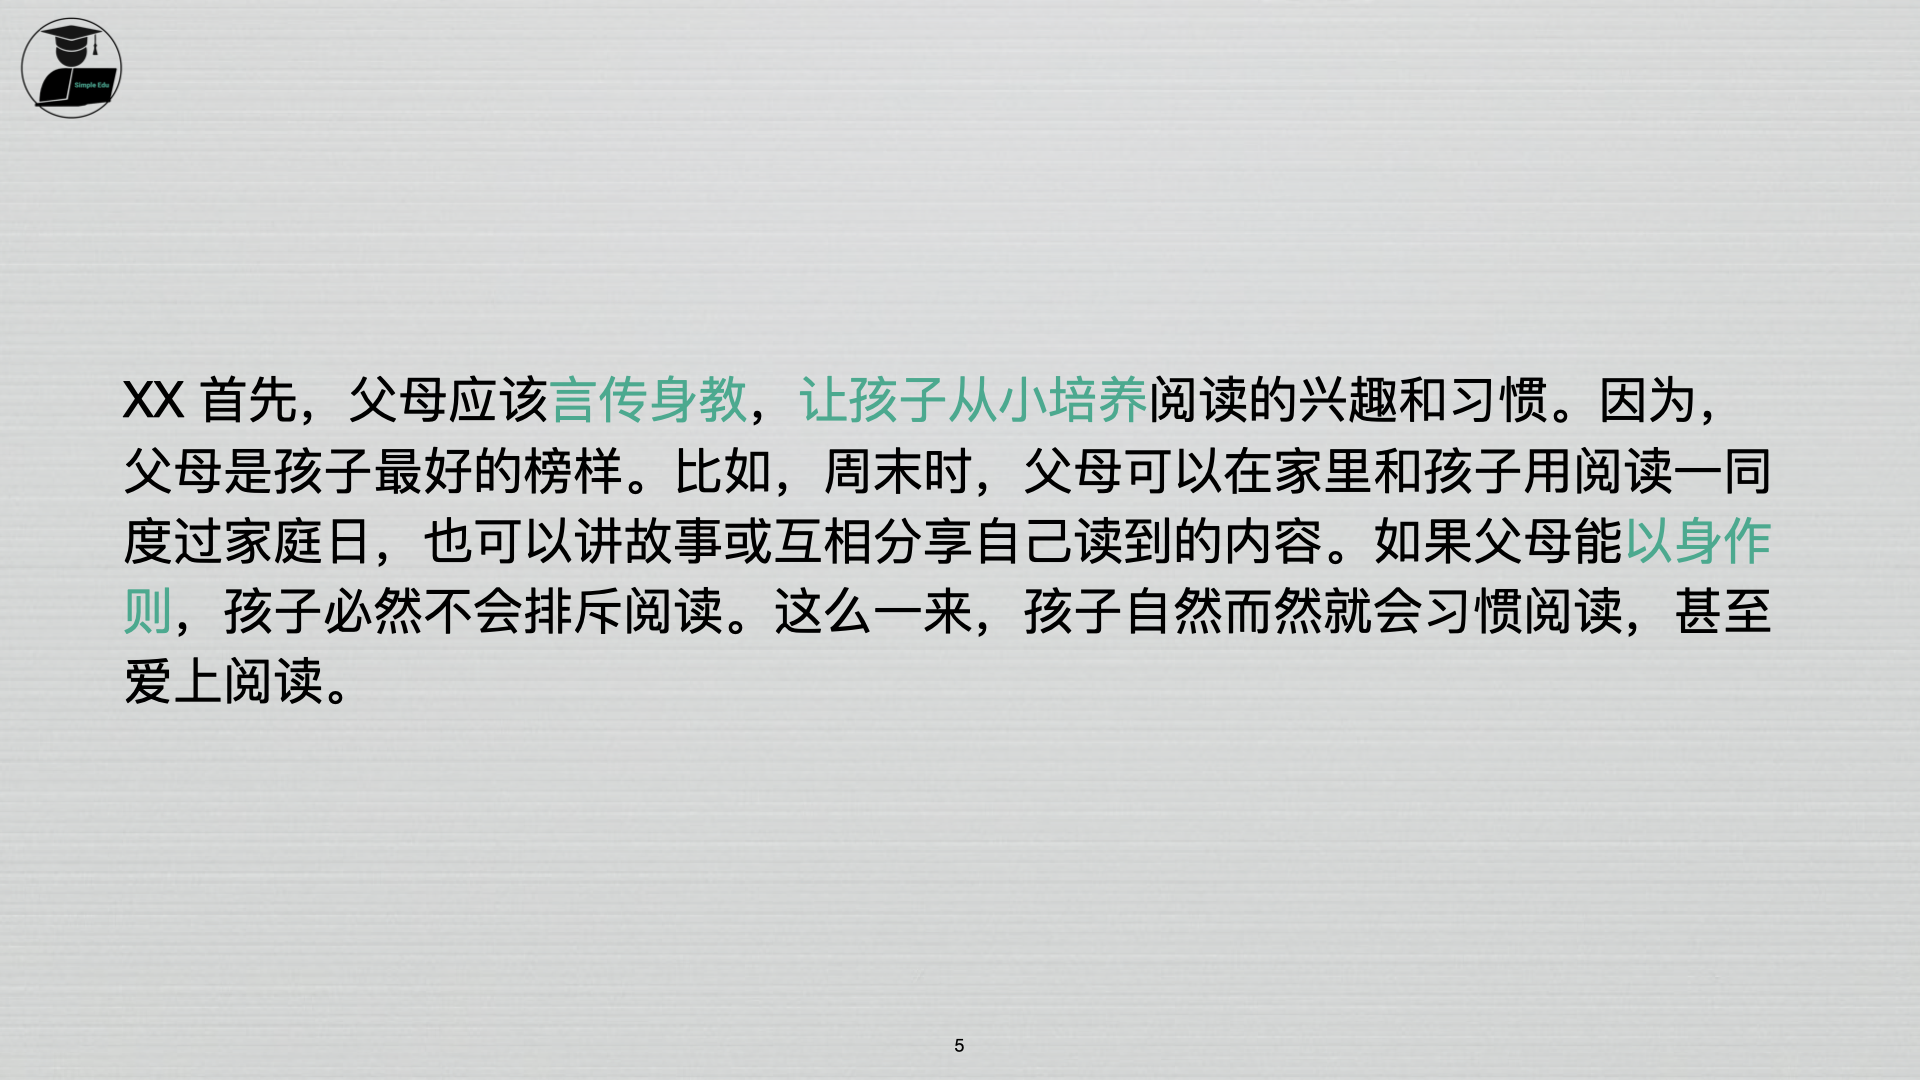 Simple Edu
XX 首先，父母应该言传身教，让孩子从小培养阅读的兴趣和习惯。因为，
父母是孩子最好的榜样。比如，周末时，父母可以在家里和孩子用阅读一同
度过家庭日，也可以讲故事或互相分享自己读到的内容。如果父母能以身作
则，孩子必然不会排斥阅读。这么一来，孩子自然而然就会习惯阅读，甚至
爱上阅读。
5